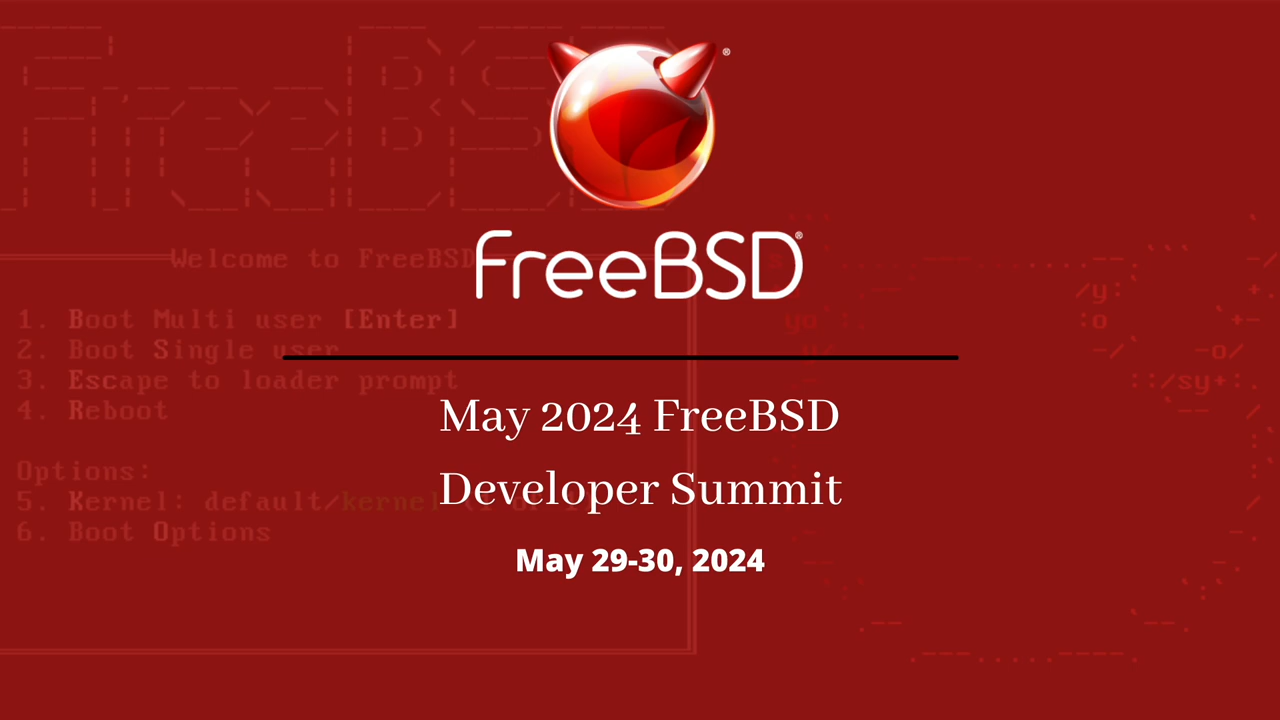 FreeBSD®
May 2024 FreeBSD
Developer Summit
May 29-30, 2024
Welcome to FreeBSD
1. Boot Multi user [Enter]
2. Boot Single user
3. Escape to loader prompt
4. Reboot
Options:
5. Kernel: default/kernel
6. Boot Options